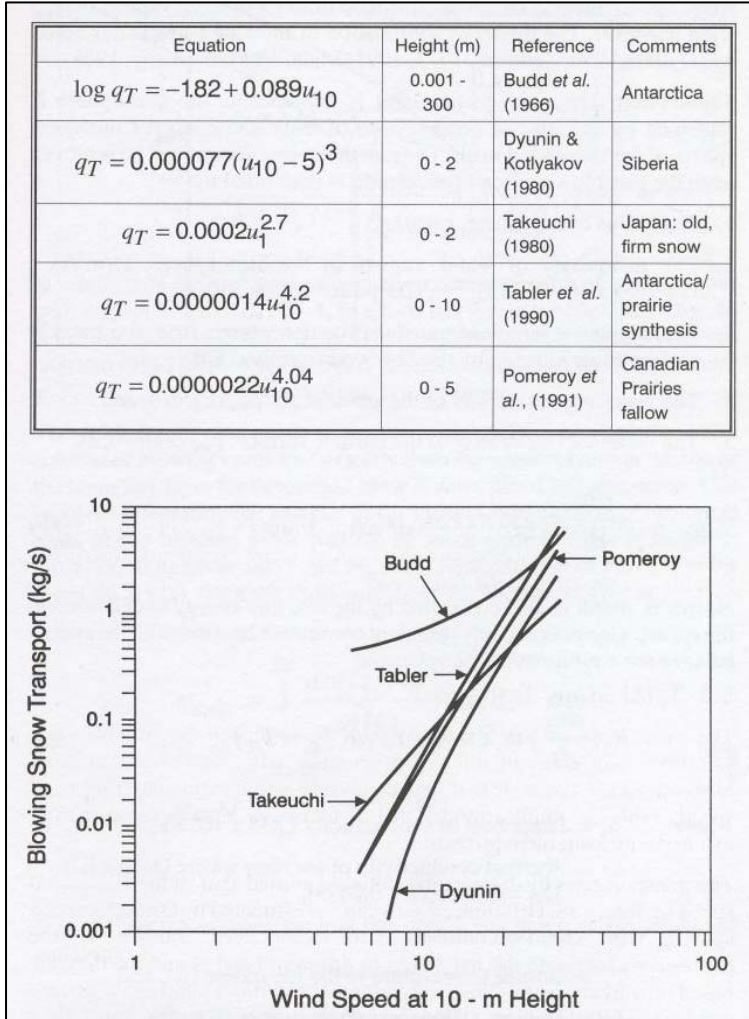 Equation Height (m) Reference Comments
log q_T = −1.82 + 0.089u_10 0.001 - 300 Budd et al. (1966) Antarctica
q_T = 0.000077(u_10 − 5)^3 0 - 2 Dyunin & Kotlyakov (1980) Siberia
q_T = 0.0002u_1^2.7 0 - 2 Takeuchi (1980) Japan: old, firm snow
q_T = 0.0000014u_10^4.2 0 - 10 Tabler et al. (1990) Antarctica/ prairie synthesis
q_T = 0.0000022u_10^4.04 0 - 5 Pomeroy et al., (1991) Canadian Prairies fallow
Blowing Snow Transport (kg/s)
10
1
0.1
0.01
0.001
Budd
Pomeroy
Tabler
Takeuchi
Dyunin
1 10 100
Wind Speed at 10 - m Height